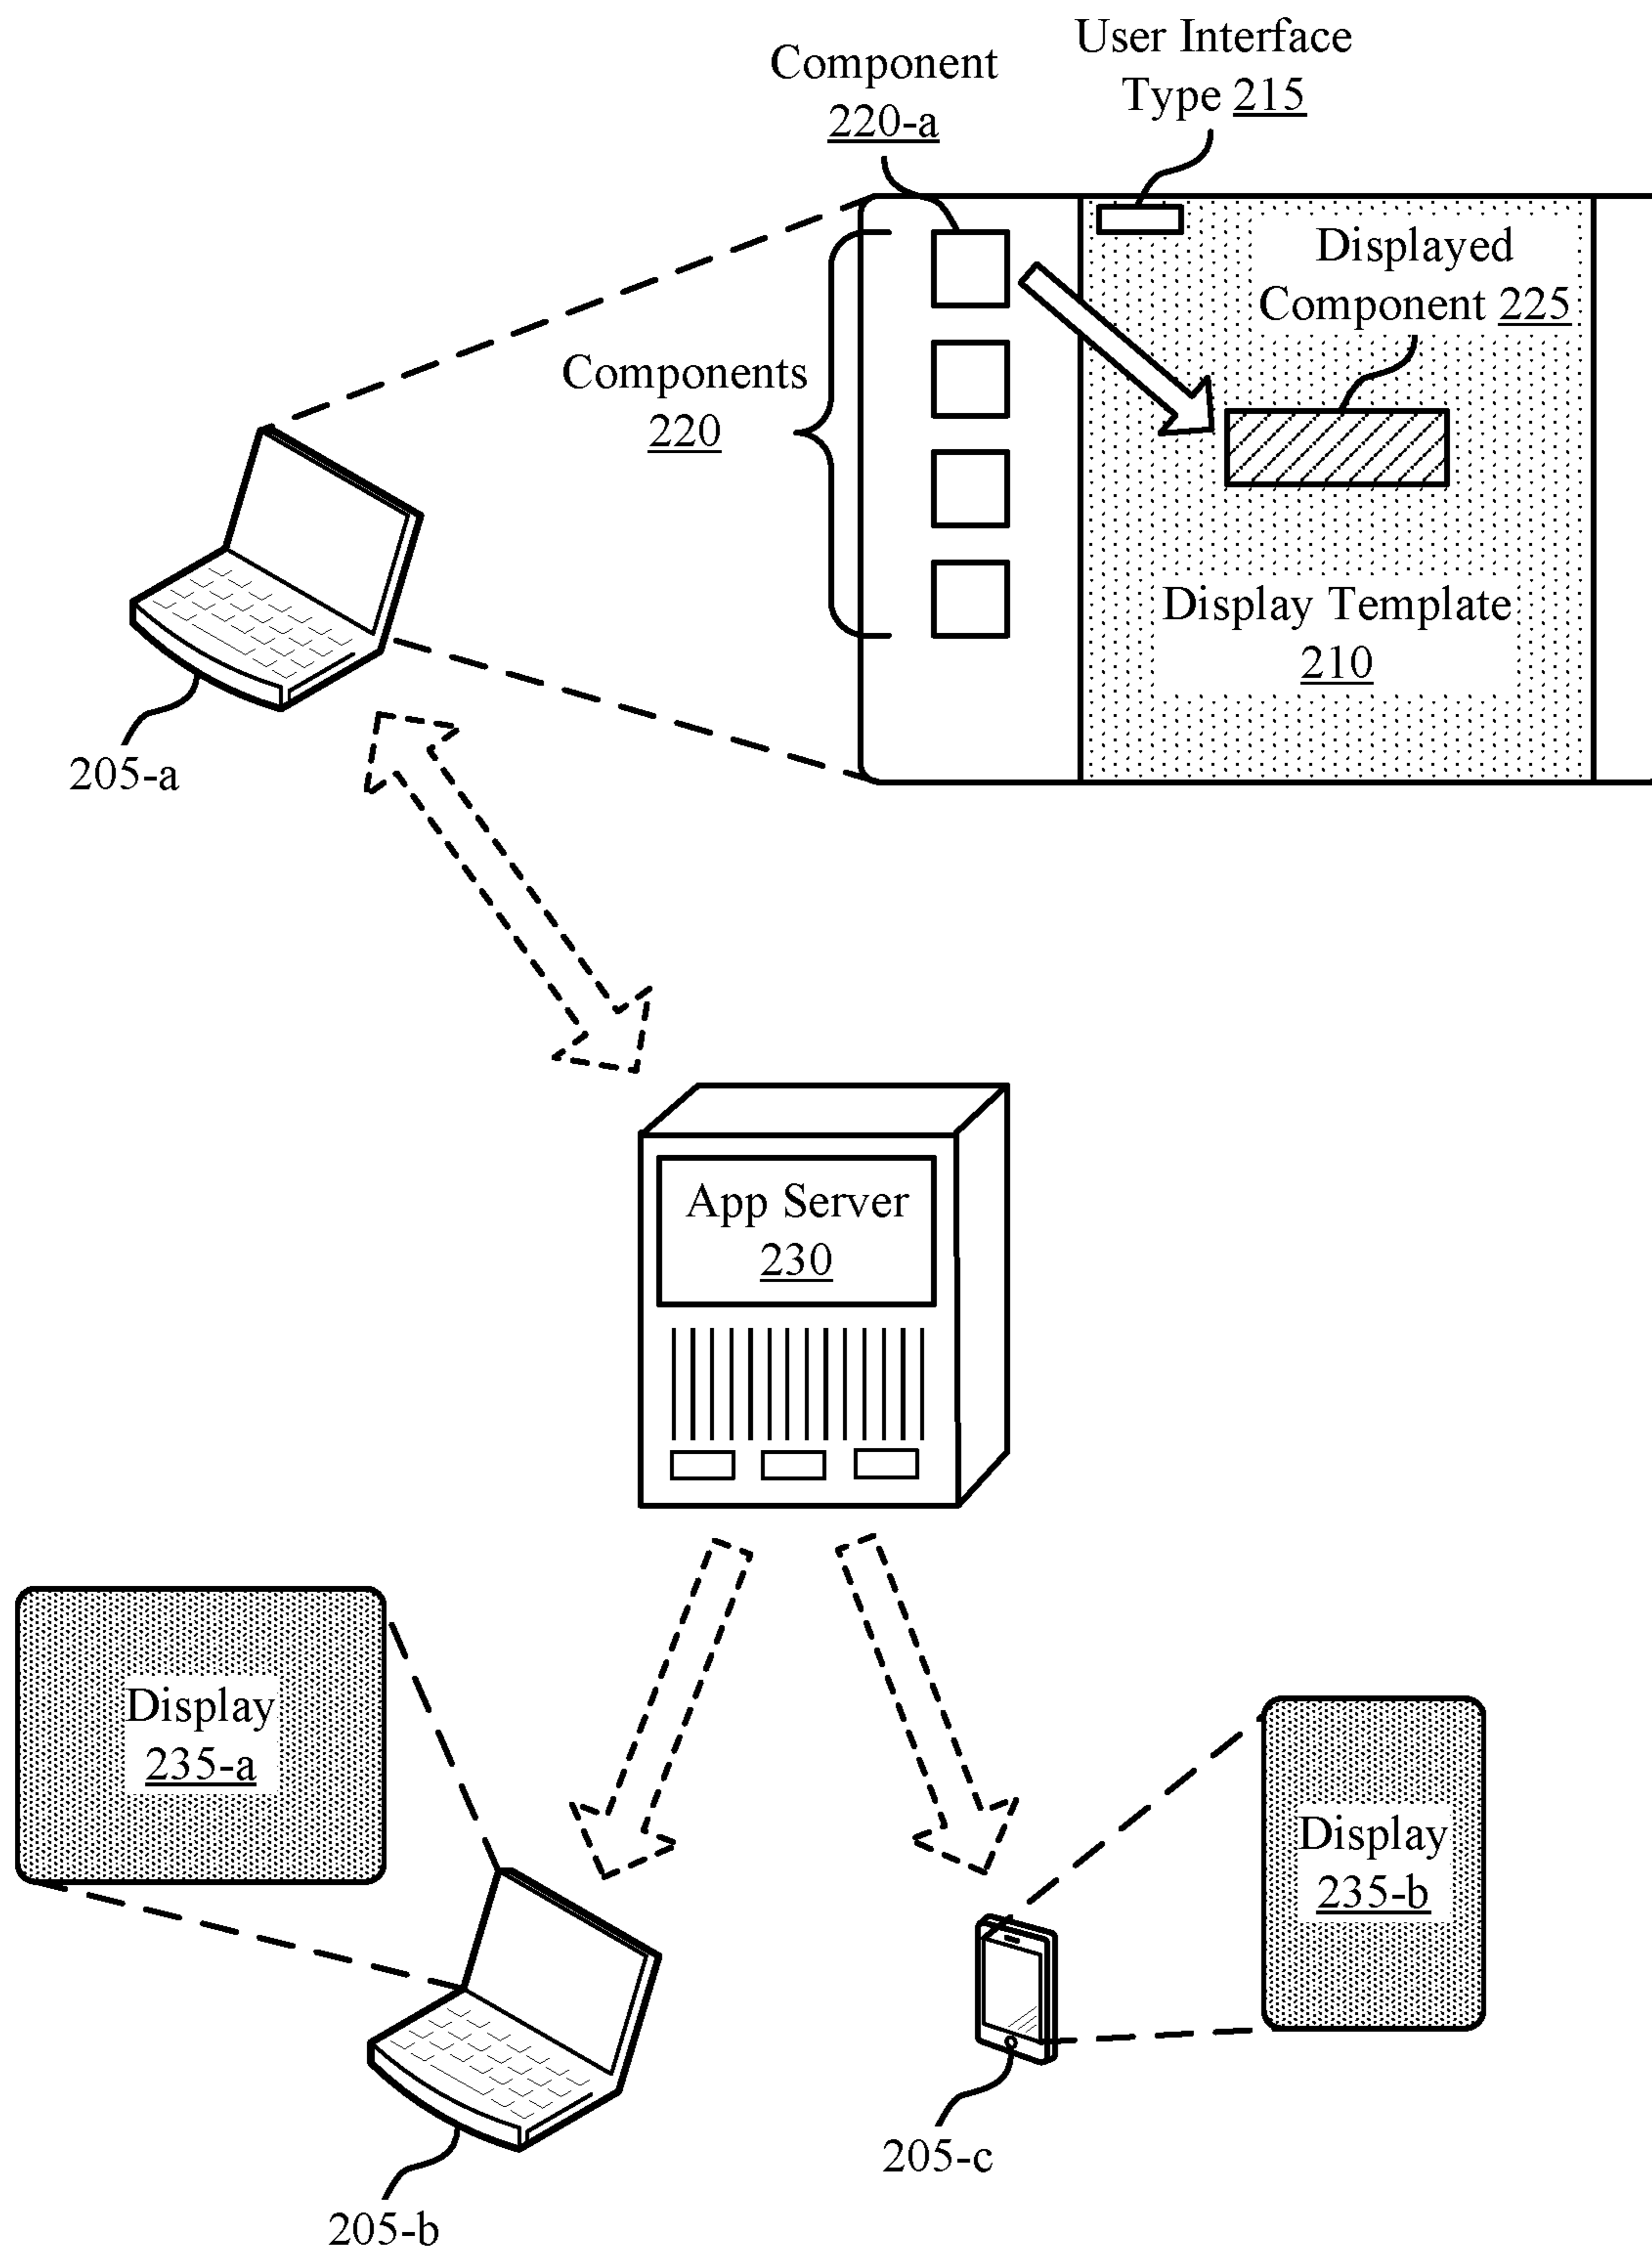 Component
220-a
User Interface
Type 215
Displayed
Component 225
Components
220
Display Template
210
205-a
App Server
230
Display
235-a
Display
235-b
205-c
205-b